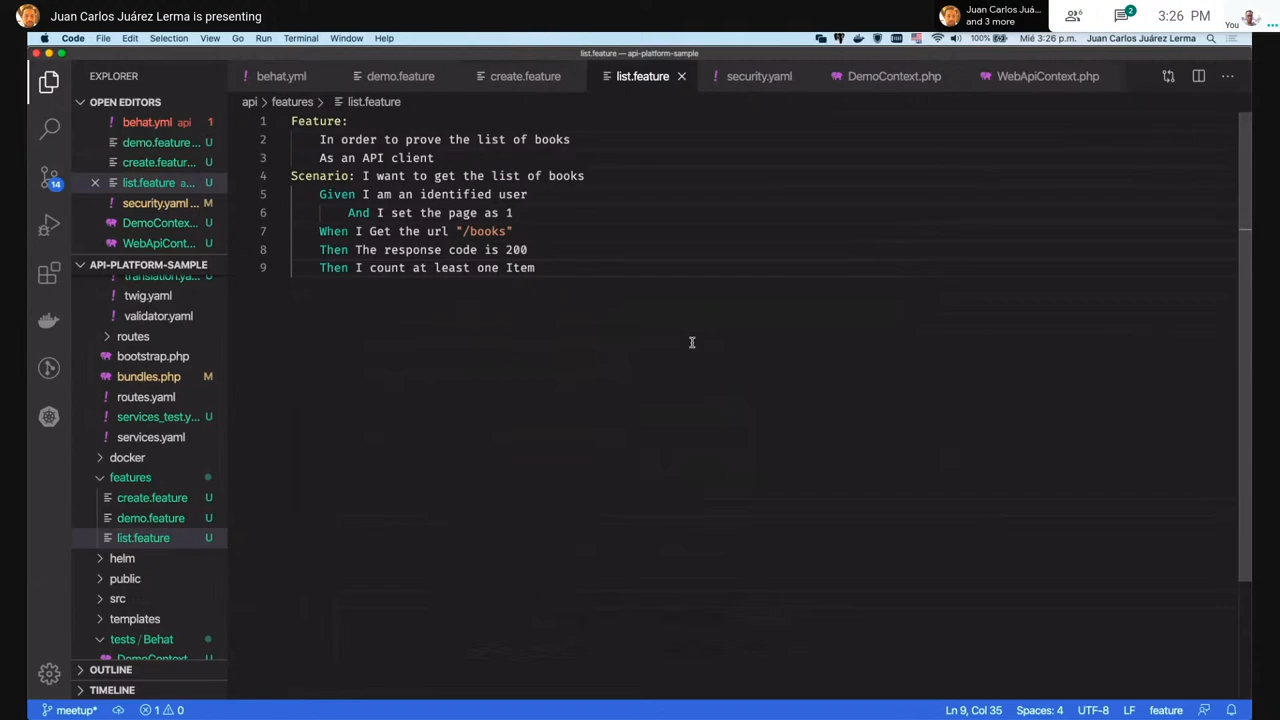 Juan Carlos Juárez Lerma is presenting
Juan Carlos Juá...
and 3 more
6
2
3:26 PM
You
Code File Edit Selection View Go Run Terminal Window Help
100%
Mié 3:26 p.m.
Juan Carlos Juárez Lerma
list.feature — api-platform-sample
EXPLORER
behat.yml
demo.feature
create.feature
list.feature
security.yaml
DemoContext.php
WebApiContext.php
OPEN EDITORS
behat.yml api 1
demo.feature... U
create.featur... U
list.feature a... U
security.yaml ... M
DemoContex... U
WebApiCont... U
API-PLATFORM-SAMPLE
translation.ya... U
twig.yaml
validator.yaml
routes
bootstrap.php
bundles.php M
routes.yaml
services_test.y... U
services.yaml
docker
features
create.feature U
demo.feature U
list.feature U
helm
public
src
templates
tests / Behat
DemoContext... U
OUTLINE
TIMELINE
14
api > features > list.feature
1 Feature:
2 In order to prove the list of books
3 As an API client
4 Scenario: I want to get the list of books
5 Given I am an identified user
6 And I set the page as 1
7 When I Get the url "/books"
8 Then The response code is 200
9 Then I count at least one Item
meetup* 1 0
Ln 9, Col 35 Spaces: 4 UTF-8 LF feature